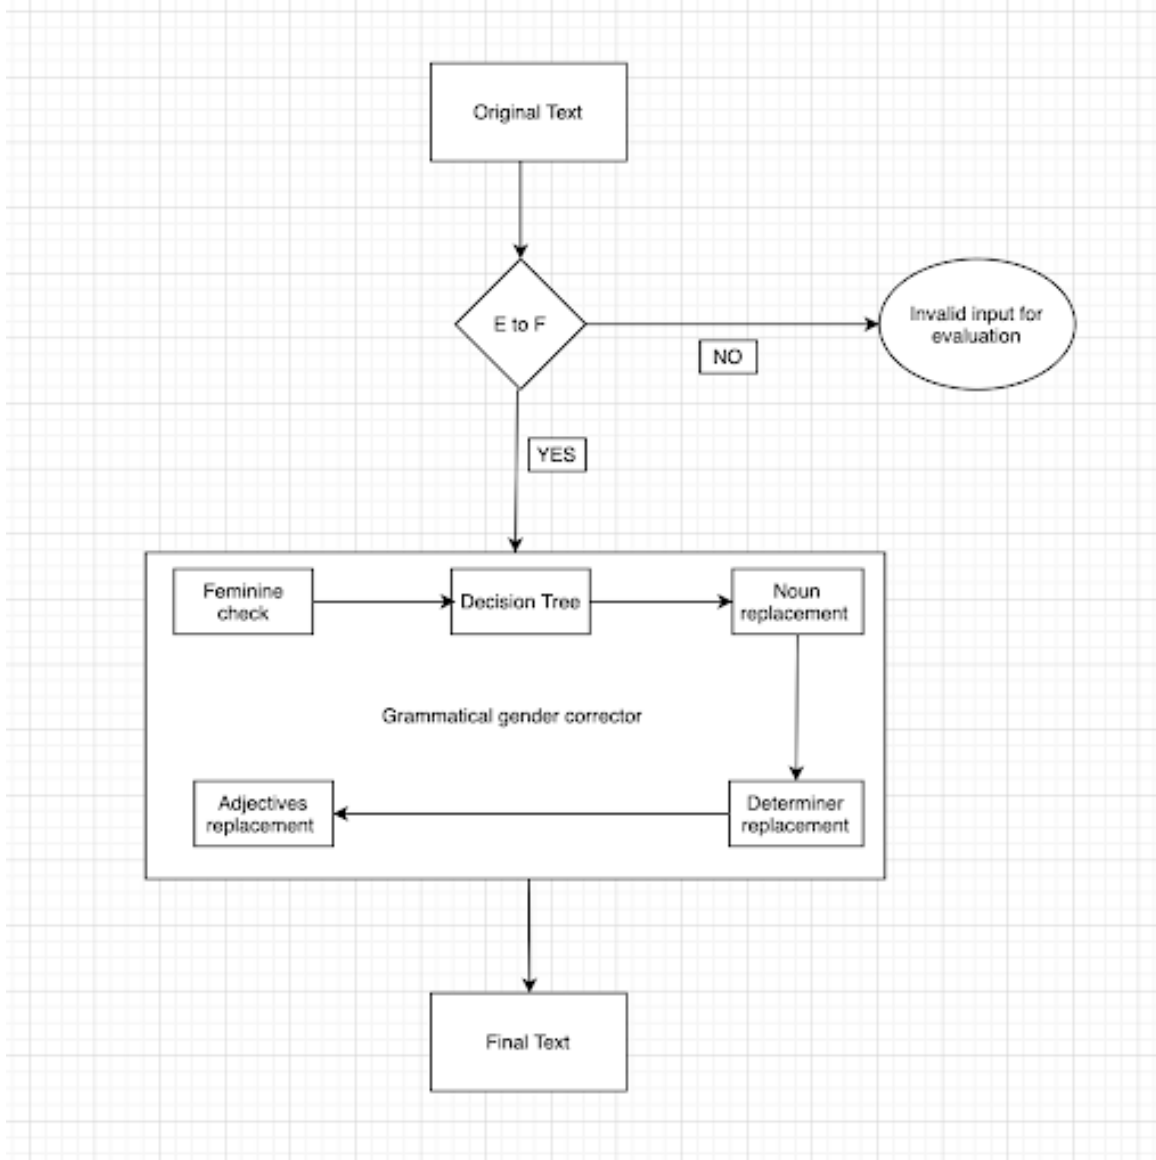 Original Text
E to F
Invalid input for
evaluation
NO
YES
Feminine
check
Decision Tree
Noun
replacement
Grammatical gender corrector
Adjectives
replacement
Determiner
replacement
Final Text